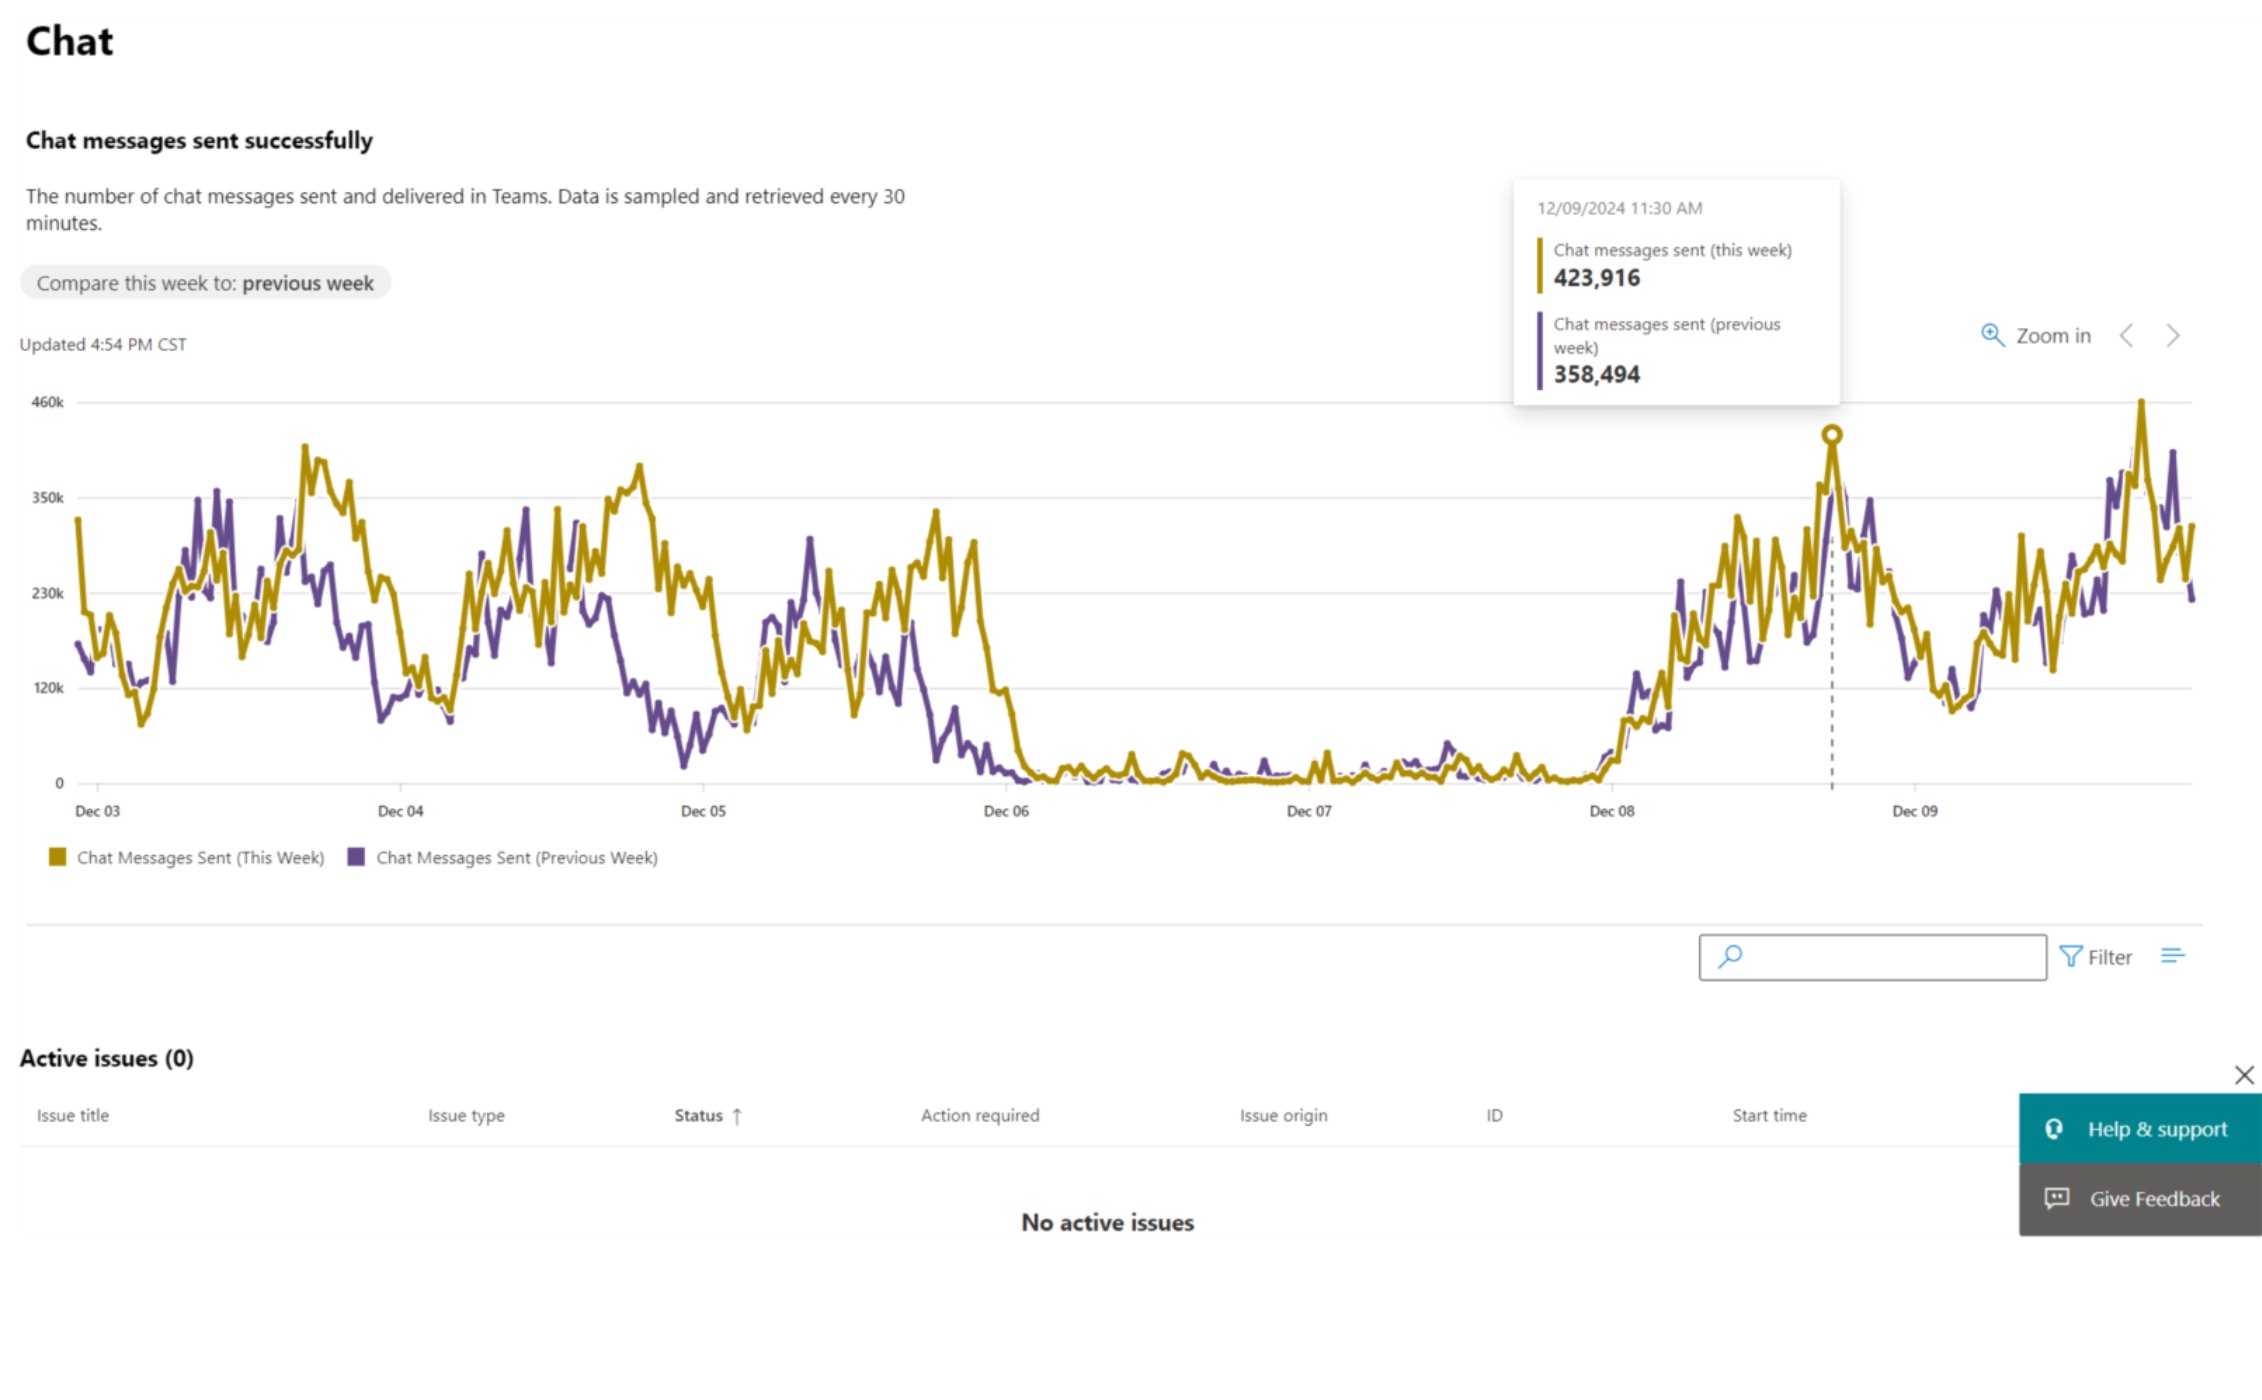 Chat
Chat messages sent successfully
The number of chat messages sent and delivered in Teams. Data is sampled and retrieved every 30
minutes.
Compare this week to: previous week
Updated 4:54 PM CST
12/09/2024 11:30 AM
Chat messages sent (this week)
423,916
Chat messages sent (previous
week)
358,494
Zoom in
460k
350k
230k
120k
0
Dec 03 Dec 04 Dec 05 Dec 06 Dec 07 Dec 08 Dec 09
Chat Messages Sent (This Week) Chat Messages Sent (Previous Week)
Filter
Active issues (0)
Issue title Issue type Status ↑ Action required Issue origin ID Start time
Help & support
Give Feedback
No active issues